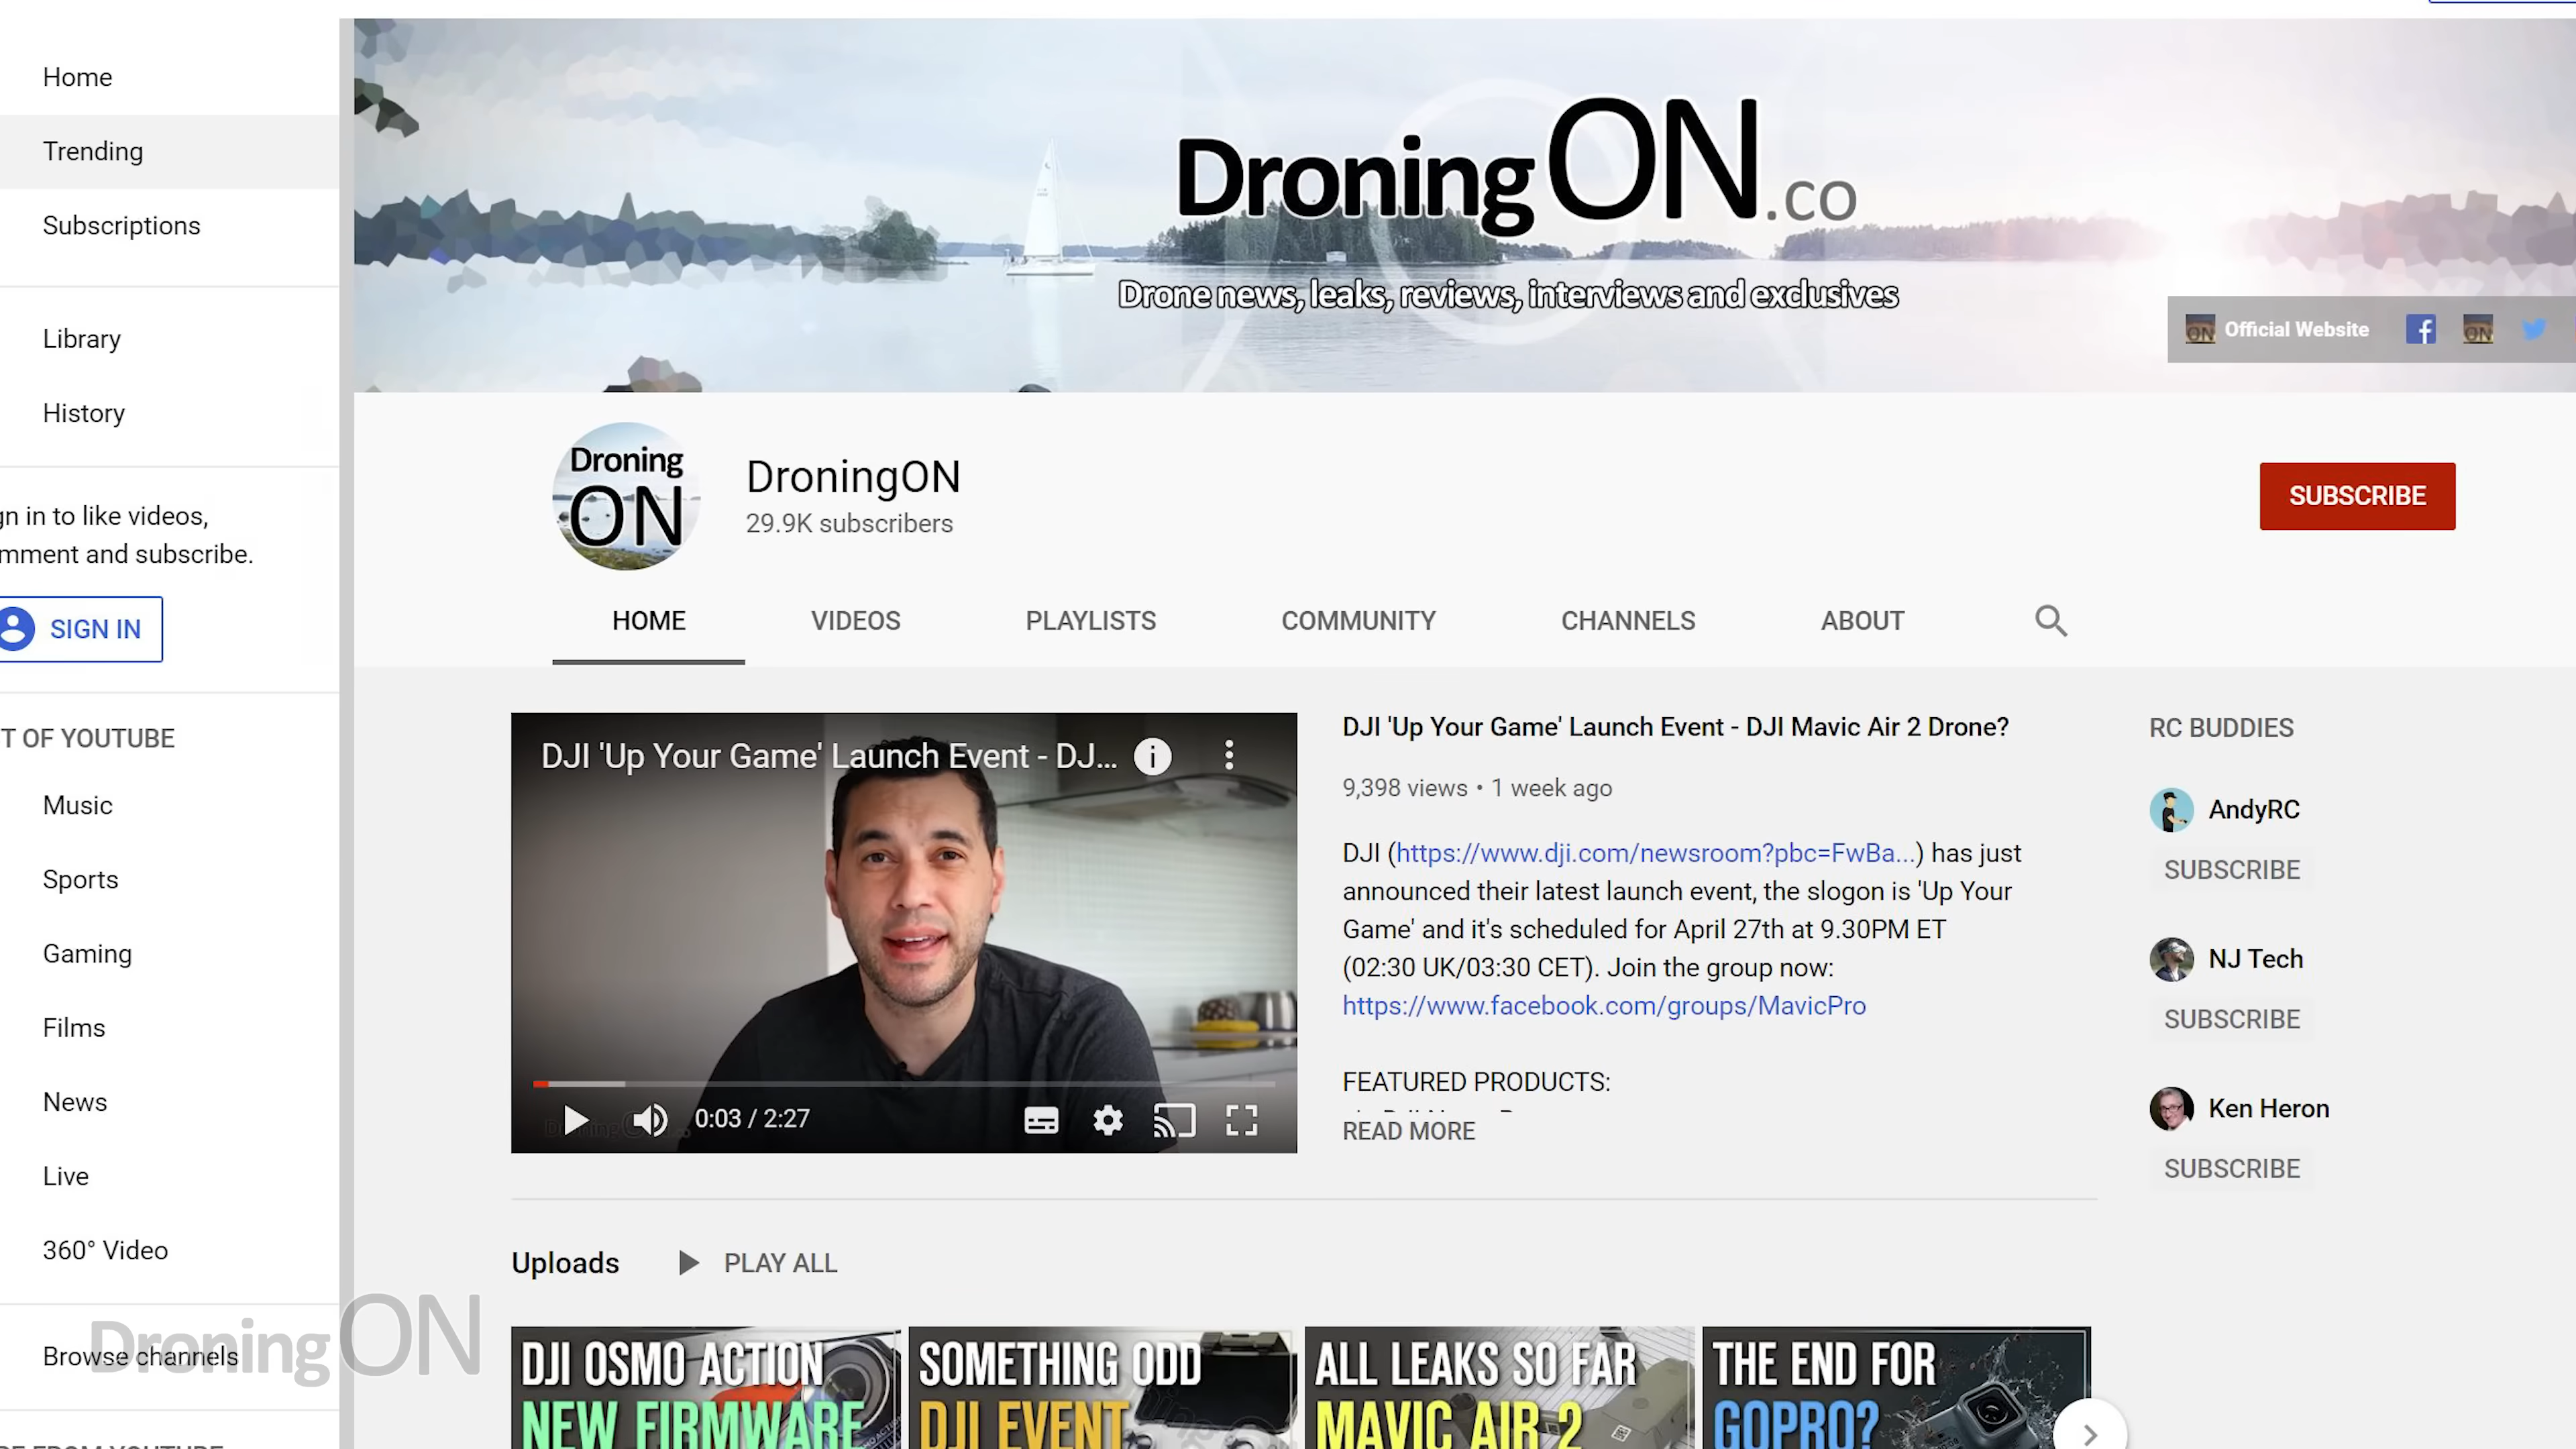 Home
Trending
Subscriptions
Library
History
gn in to like videos,
mment and subscribe.
SIGN IN
T OF YOUTUBE
Music
Sports
Gaming
Films
News
Live
360° Video
Browse channels
DroningON
DroningON.co
Drone news, leaks, reviews, interviews and exclusives
ON Official Website
ON
Droning
ON
DroningON
29.9K subscribers
SUBSCRIBE
HOME VIDEOS PLAYLISTS COMMUNITY CHANNELS ABOUT
DJI 'Up Your Game' Launch Event - DJ...
0:03 / 2:27
DJI 'Up Your Game' Launch Event - DJI Mavic Air 2 Drone?
9,398 views • 1 week ago
DJI (https://www.dji.com/newsroom?pbc=FwBa...) has just
announced their latest launch event, the slogon is 'Up Your
Game' and it's scheduled for April 27th at 9.30PM ET
(02:30 UK/03:30 CET). Join the group now:
https://www.facebook.com/groups/MavicPro
FEATURED PRODUCTS:
READ MORE
RC BUDDIES
AndyRC
SUBSCRIBE
NJ Tech
SUBSCRIBE
Ken Heron
SUBSCRIBE
Uploads PLAY ALL
DJI OSMO ACTION
NEW FIRMWARE
SOMETHING ODD
DJI EVENT
ALL LEAKS SO FAR
MAVIC AIR 2
THE END FOR
GOPRO?